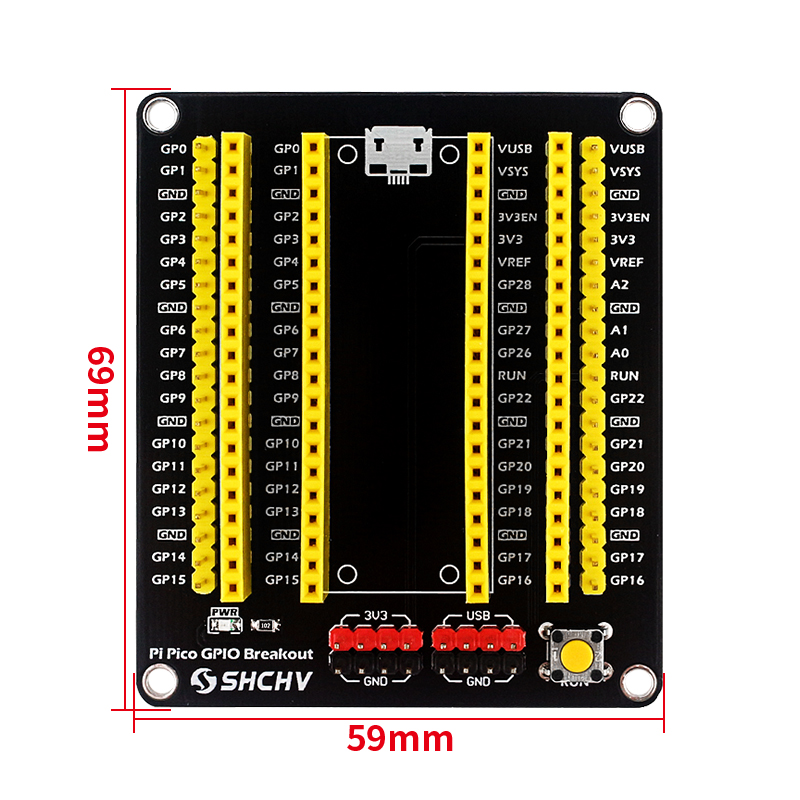 GP0 GP0 VUSB VUSB
GP1 GP1 VSYS VSYS
GND GND GND GND
GP2 GP2 3V3EN 3V3EN
GP3 GP3 3V3 3V3
GP4 GP4 VREF VREF
GP5 GP5 GP28 A2
GND GND GND GND
GP6 GP6 GP27 A1
GP7 GP7 GP26 A0
GP8 GP8 RUN RUN
GP9 GP9 GP22 GP22
GND GND GND GND
GP10 GP10 GP21 GP21
GP11 GP11 GP20 GP20
GP12 GP12 GP19 GP19
GP13 GP13 GP18 GP18
GND GND GND GND
GP14 GP14 GP17 GP17
GP15 GP15 GP16 GP16
69mm
PWR 3V3 USB
102
Pi Pico GPIO Breakout
SHCHV GND GND RUN
59mm